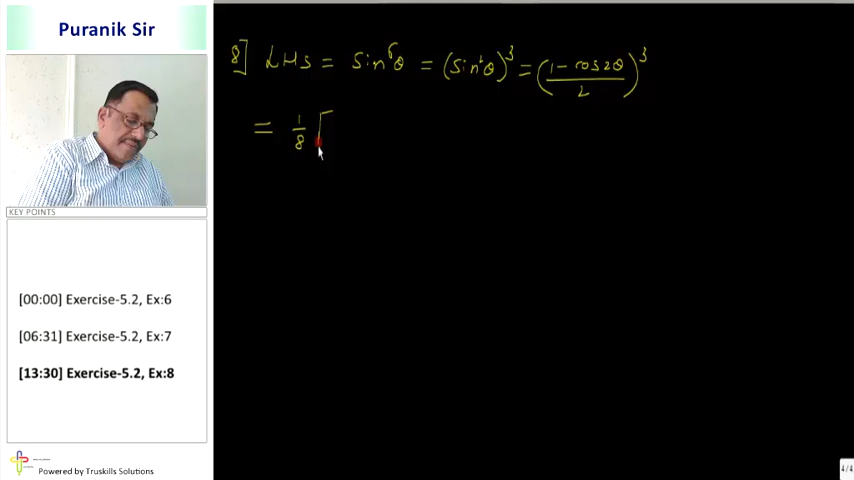 Puranik Sir
KEY POINTS
[00:00] Exercise-5.2, Ex:6
[06:31] Exercise-5.2, Ex:7
[13:30] Exercise-5.2, Ex:8
Powered by Truskills Solutions
8] LHS = Sin⁶θ = (Sin²θ)³ = ((1 - cos2θ)/2)³
= 1/8 [
4/4